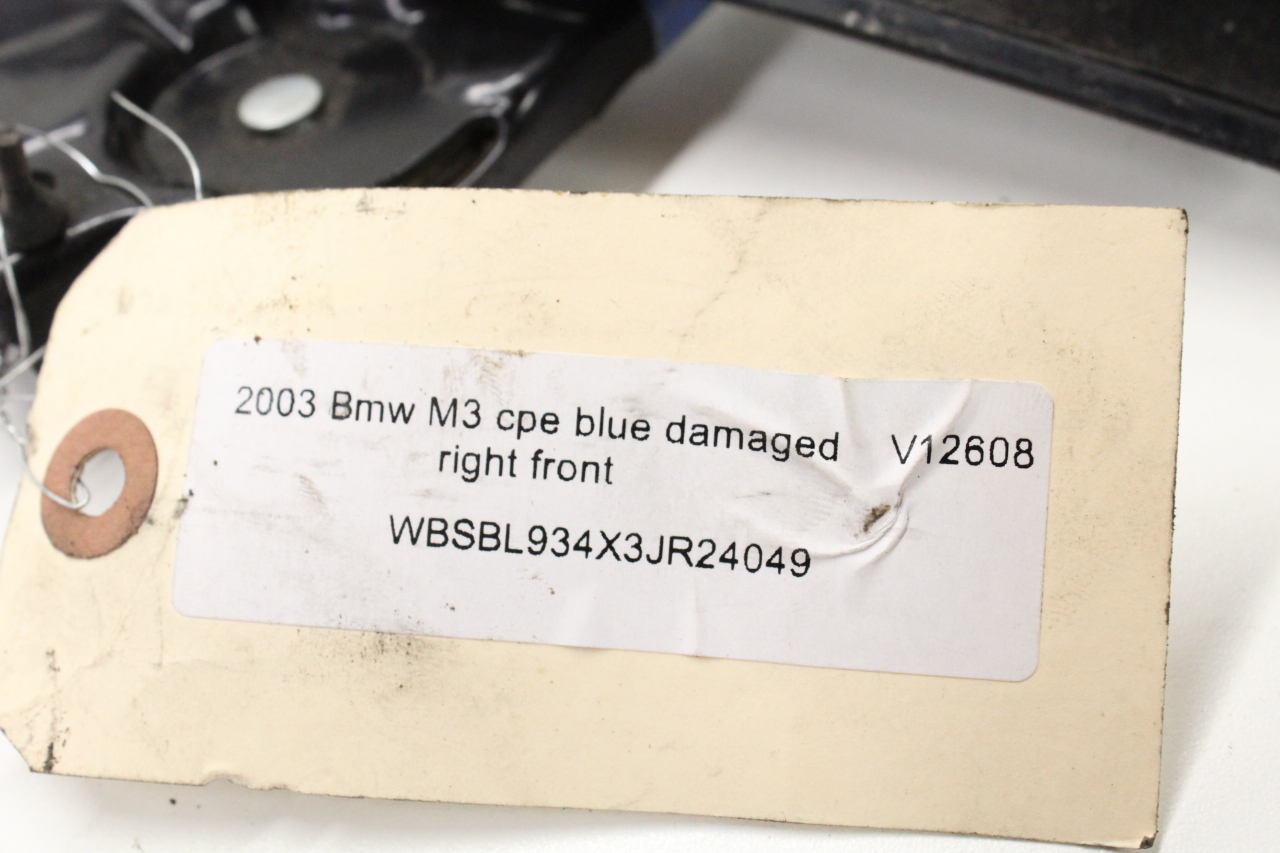 2003 Bmw M3 cpe blue damaged V12608
right front
WBSBL934X3JR24049